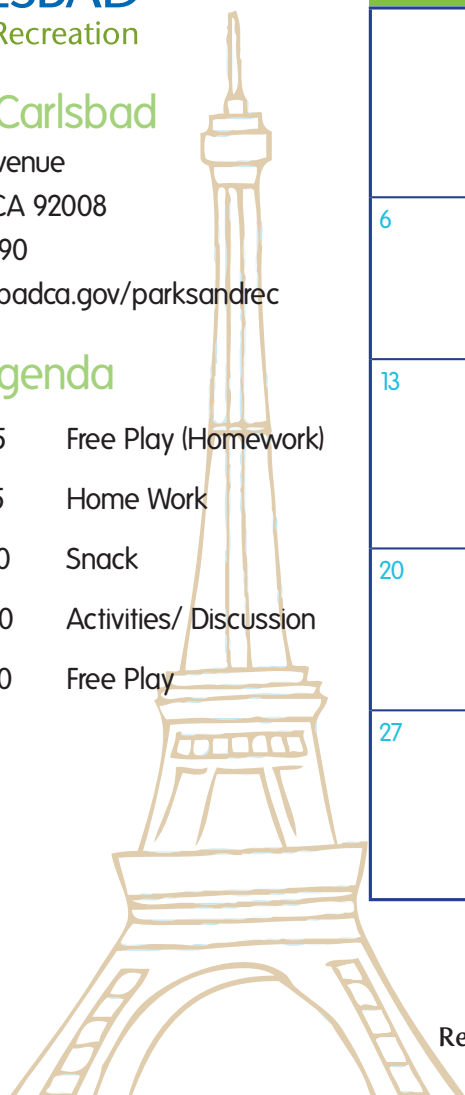 Recreation
Carlsbad
venue
CA 92008
90
badca.gov/parksandrec
genda
5 Free Play (Homework)
5 Home Work
0 Snack
0 Activities/ Discussion
0 Free Play
6
13
20
27
Re